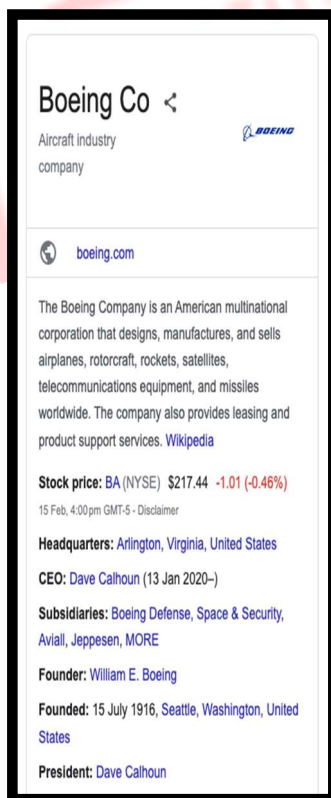 Boeing Co
BOEING
Aircraft industry
company
boeing.com
The Boeing Company is an American multinational
corporation that designs, manufactures, and sells
airplanes, rotorcraft, rockets, satellites,
telecommunications equipment, and missiles
worldwide. The company also provides leasing and
product support services. Wikipedia
Stock price: BA (NYSE) $217.44 -1.01 (-0.46%)
15 Feb, 4:00pm GMT-5 - Disclaimer
Headquarters: Arlington, Virginia, United States
CEO: Dave Calhoun (13 Jan 2020–)
Subsidiaries: Boeing Defense, Space & Security,
Aviall, Jeppesen, MORE
Founder: William E. Boeing
Founded: 15 July 1916, Seattle, Washington, United
States
President: Dave Calhoun